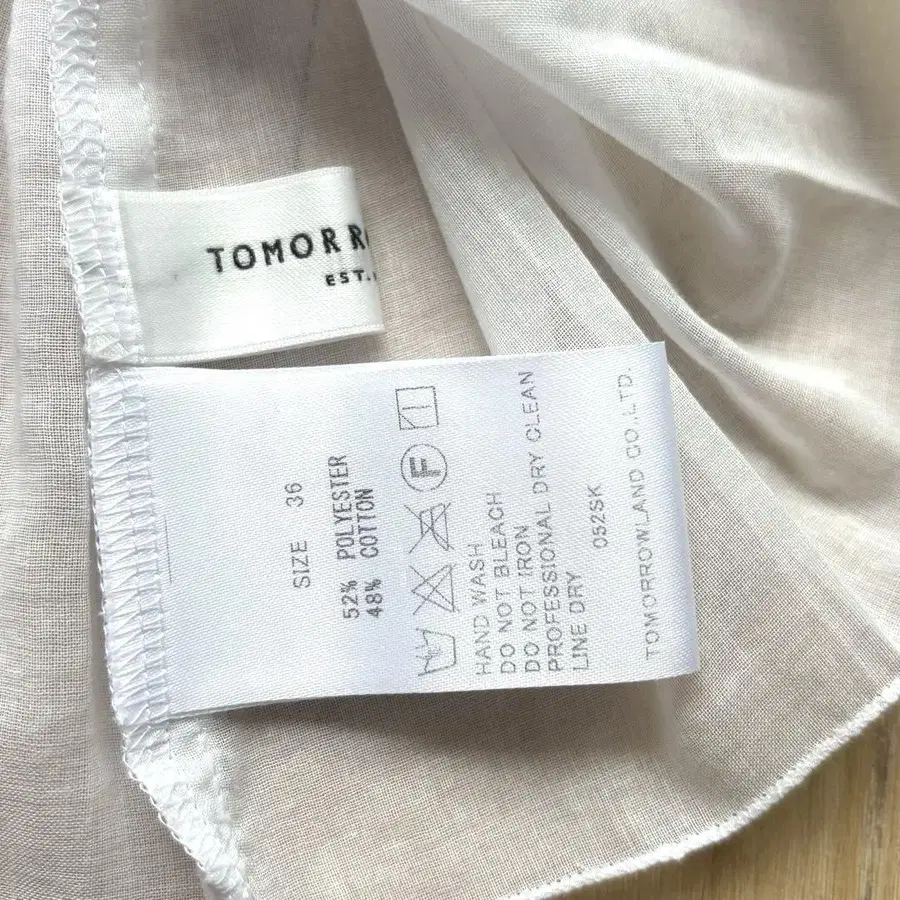 TOMORR
EST.
SIZE 36
52% POLYESTER
48% COTTON
F
HAND WASH
DO NOT BLEACH
DO NOT IRON
PROFESSIONAL DRY CLEAN
LINE DRY
052SK
TOMORROWLAND CO.,LTD.